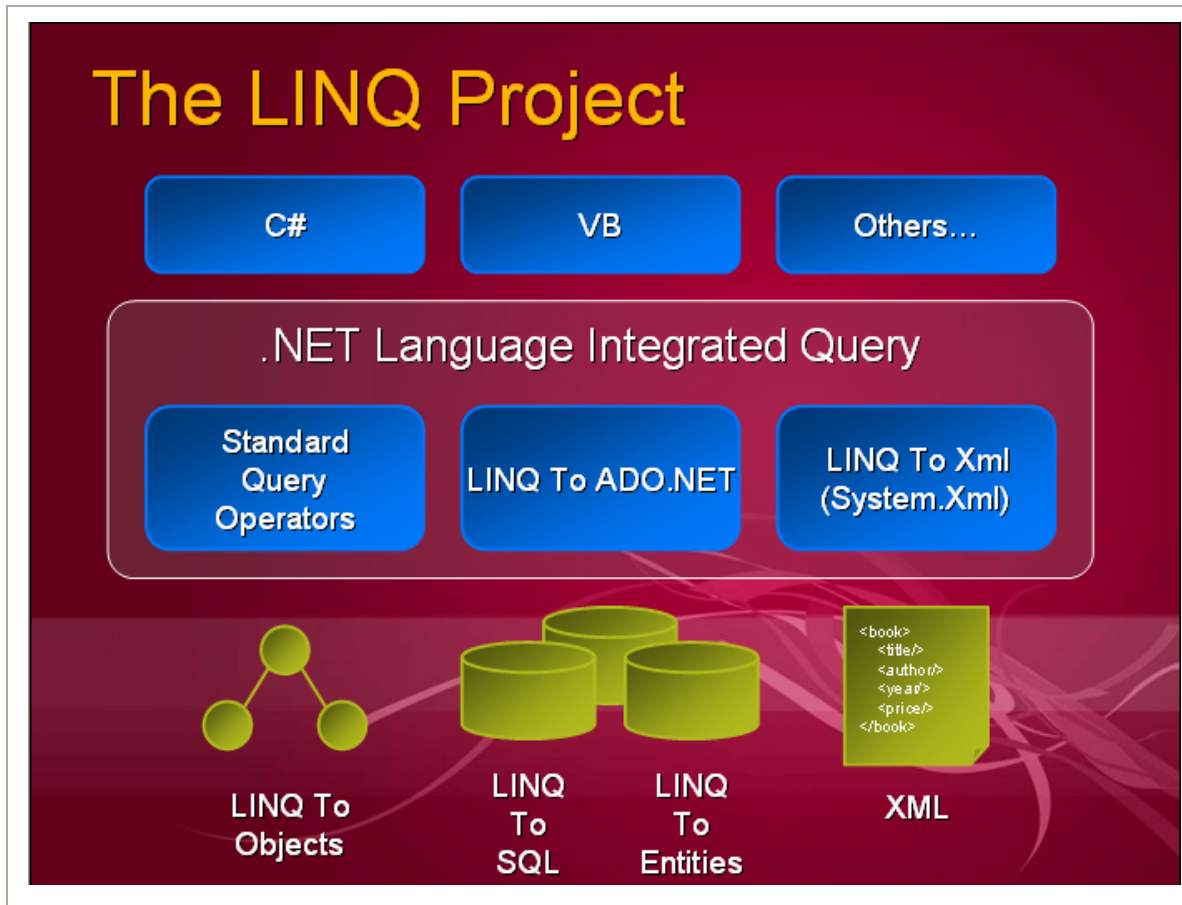 The LINQ Project
C#
VB
Others...
.NET Language Integrated Query
Standard
Query
Operators
LINQ To ADO.NET
LINQ To Xml
(System.Xml)
<book>
<title/>
<author/>
<year/>
<price/>
</book>
LINQ To
Objects
LINQ
To
SQL
LINQ
To
Entities
XML